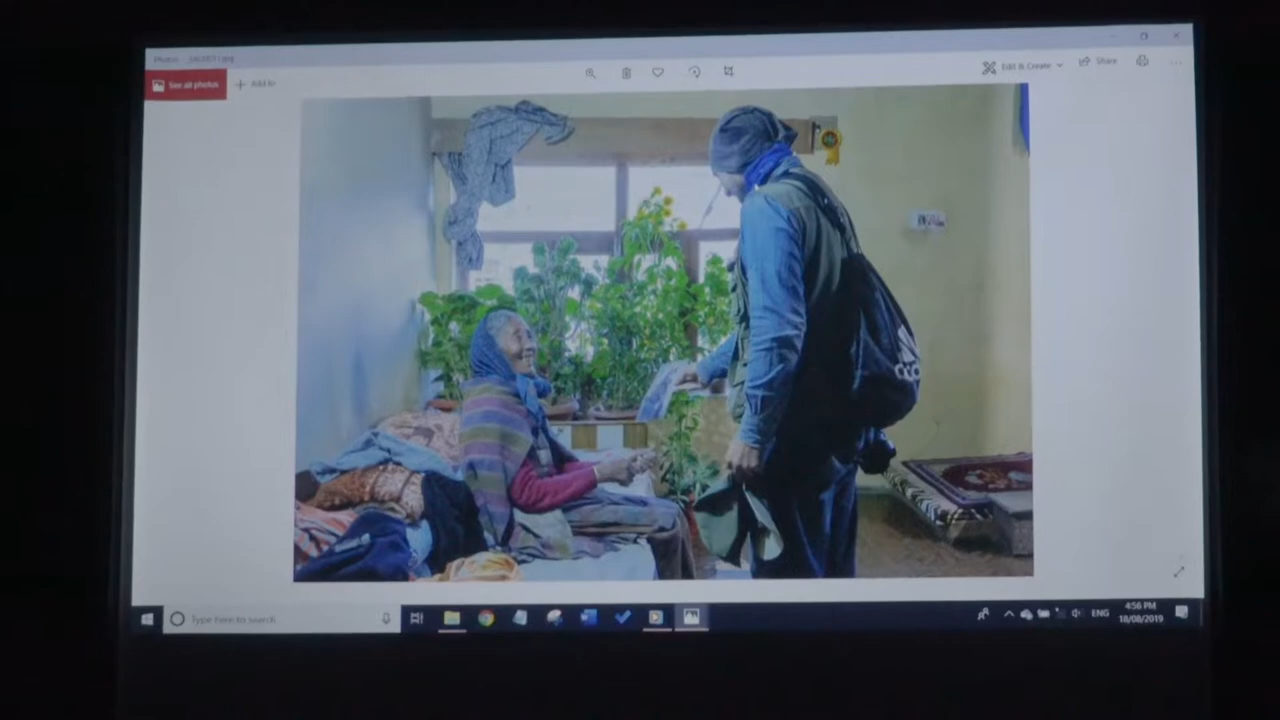 Photos
See all photos
+ Add to
Edit & Create
Share
Type here to search
ENG
4:56 PM
18/08/2019